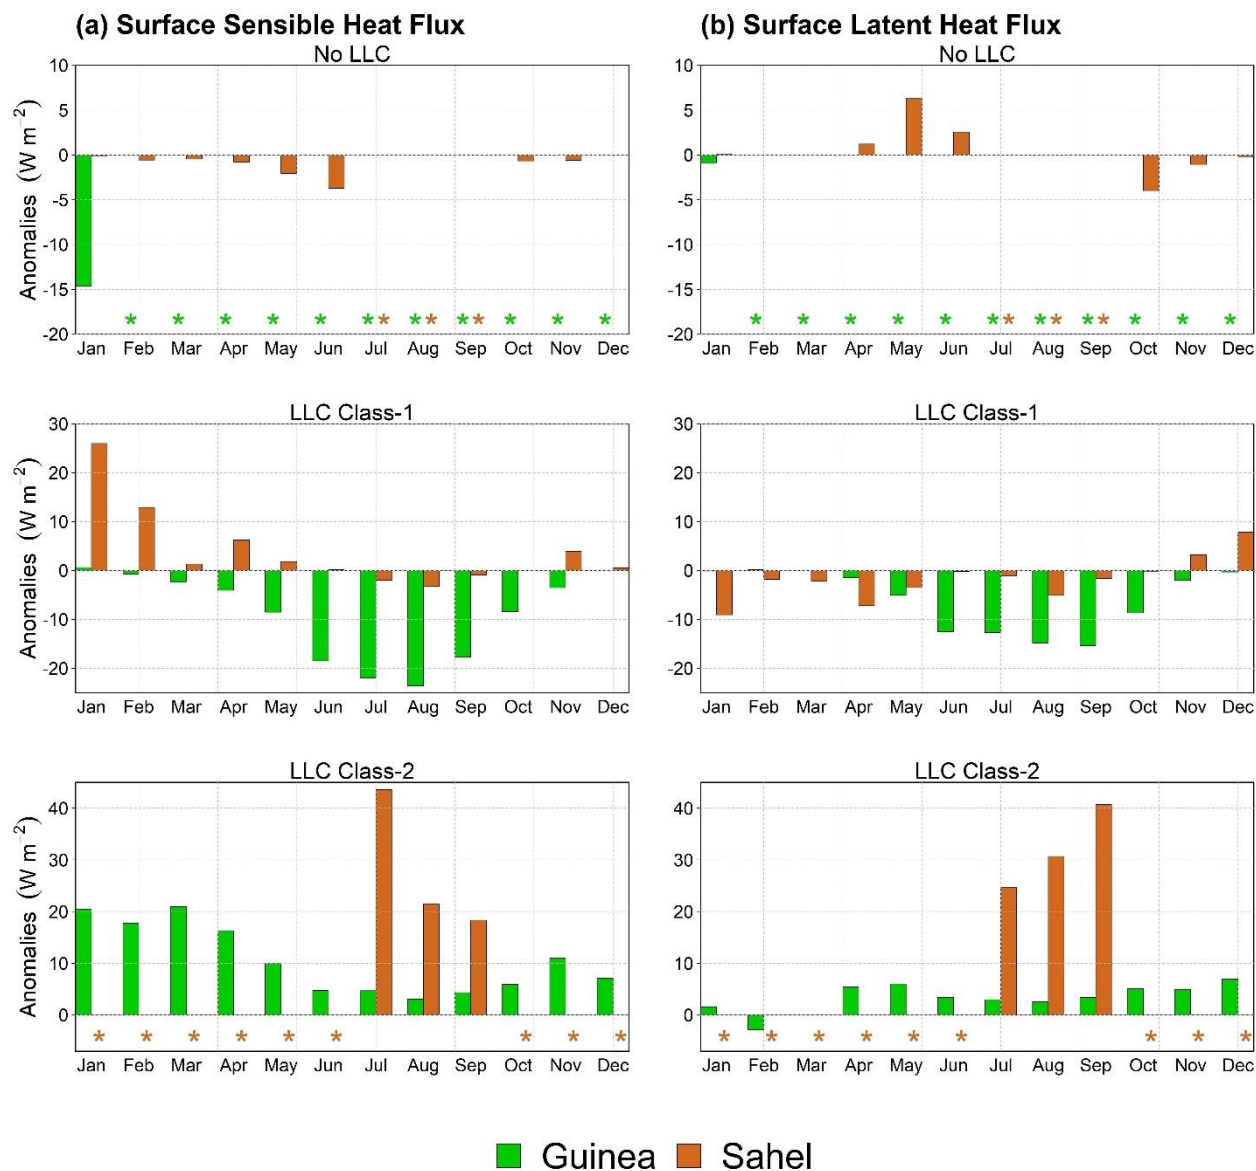 (a) Surface Sensible Heat Flux
No LLC
Anomalies (W m⁻²)
10
5
0
-5
-10
-15
-20
* * * * * * * * * * * * * *
Jan Feb Mar Apr May Jun Jul Aug Sep Oct Nov Dec
(b) Surface Latent Heat Flux
No LLC
10
5
0
-5
-10
-15
-20
* * * * * * * * * * * * * *
Jan Feb Mar Apr May Jun Jul Aug Sep Oct Nov Dec
LLC Class-1
Anomalies (W m⁻²)
30
20
10
0
-10
-20
Jan Feb Mar Apr May Jun Jul Aug Sep Oct Nov Dec
LLC Class-1
30
20
10
0
-10
-20
Jan Feb Mar Apr May Jun Jul Aug Sep Oct Nov Dec
LLC Class-2
Anomalies (W m⁻²)
40
30
20
10
0
* * * * * * * * *
Jan Feb Mar Apr May Jun Jul Aug Sep Oct Nov Dec
LLC Class-2
40
30
20
10
0
* * * * * * * * *
Jan Feb Mar Apr May Jun Jul Aug Sep Oct Nov Dec
Guinea Sahel